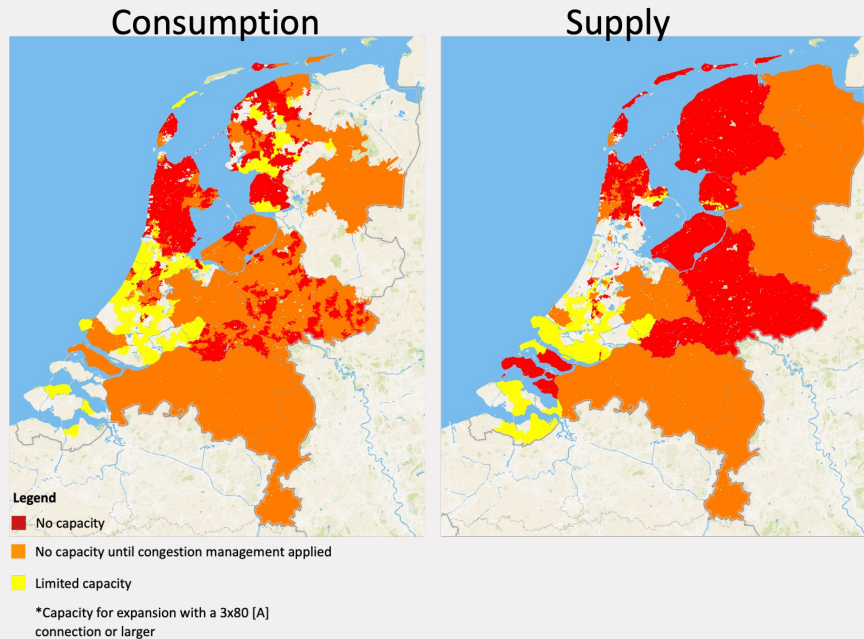 Consumption
Supply
Legend
No capacity
No capacity until congestion management applied
Limited capacity
*Capacity for expansion with a 3x80 [A]
connection or larger